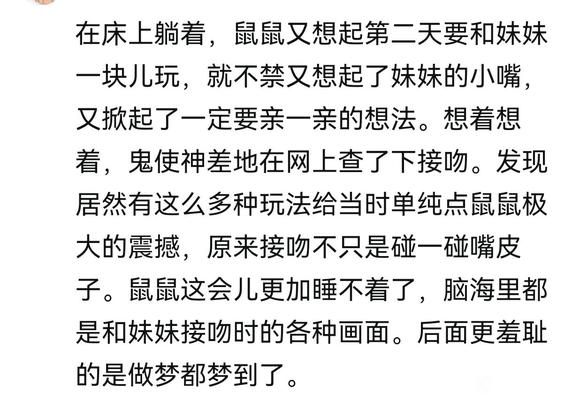 在床上躺着，鼠鼠又想起第二天要和妹妹
一块儿玩，就不禁又想起了妹妹的小嘴，
又掀起了一定要亲一亲的想法。想着想
着，鬼使神差地在网上查了下接吻。发现
居然有这么多种玩法给当时单纯点鼠鼠极
大的震撼，原来接吻不只是碰一碰嘴皮
子。鼠鼠这会儿更加睡不着了，脑海里都
是和妹妹接吻时的各种画面。后面更羞耻
的是做梦都梦到了。